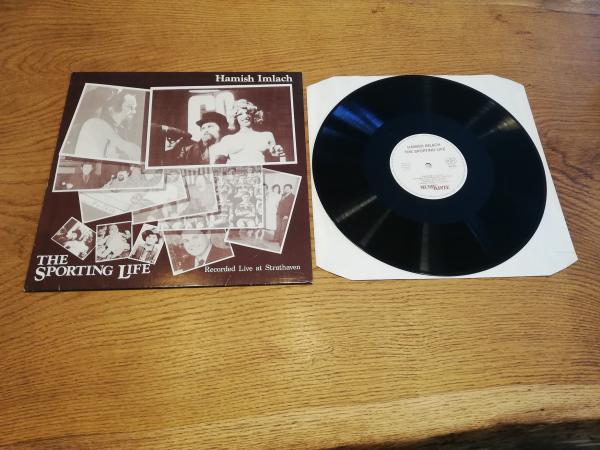 Hamish Imlach
THE
SPORTING LIFE
Recorded Live at Strathaven
HAMISH IMLACH
THE SPORTING LIFE